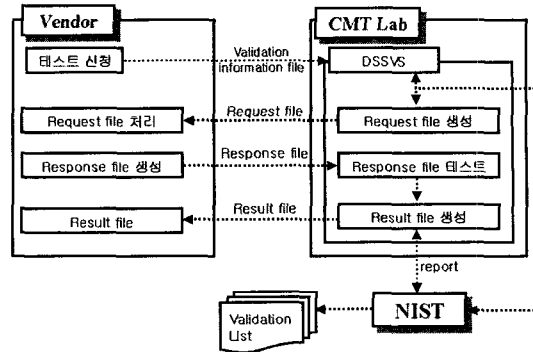 Vendor
CMT Lab
테스트 신청
Validation
information file
DSSVS
Request file 처리
Request file
Request file 생성
Response file 생성
Response file
Response file 테스트
Result file
Result file
Result file 생성
report
NIST
Validation
List